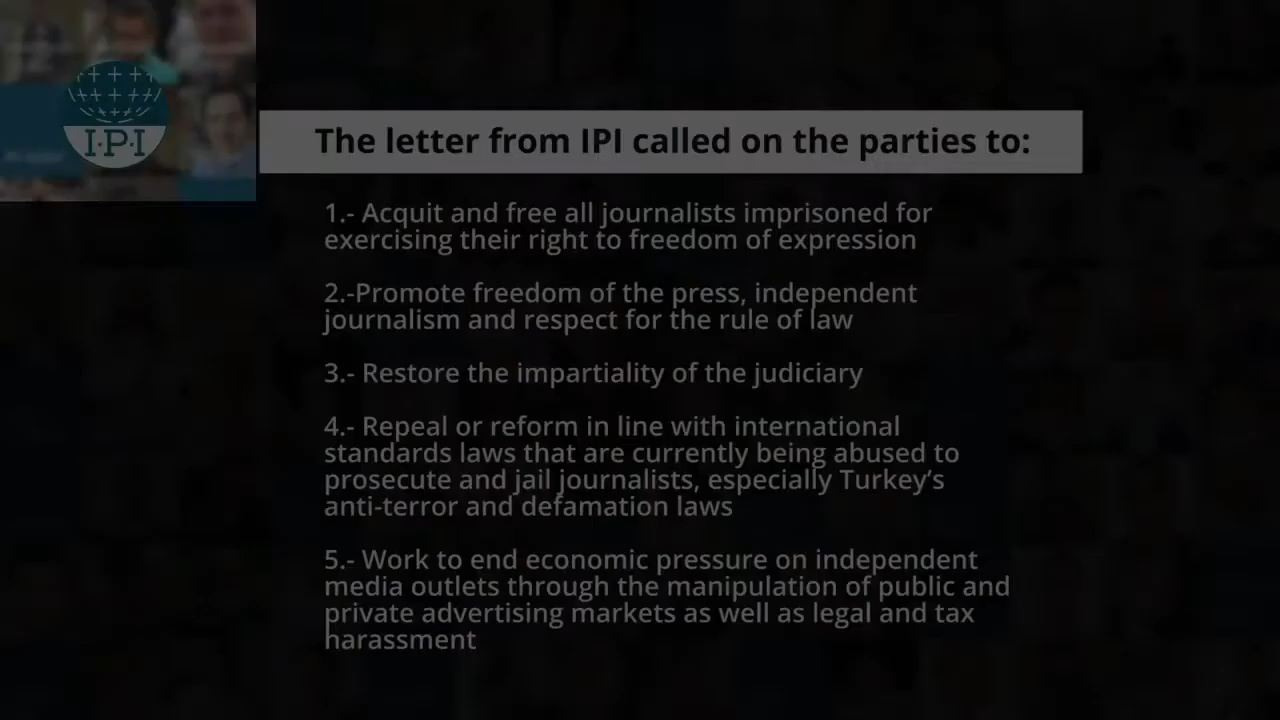 I.P.I
The letter from IPI called on the parties to:
1.- Acquit and free all journalists imprisoned for
exercising their right to freedom of expression
2.-Promote freedom of the press, independent
journalism and respect for the rule of law
3.- Restore the impartiality of the judiciary
4.- Repeal or reform in line with international
standards laws that are currently being abused to
prosecute and jail journalists, especially Turkey’s
anti-terror and defamation laws
5.- Work to end economic pressure on independent
media outlets through the manipulation of public and
private advertising markets as well as legal and tax
harassment